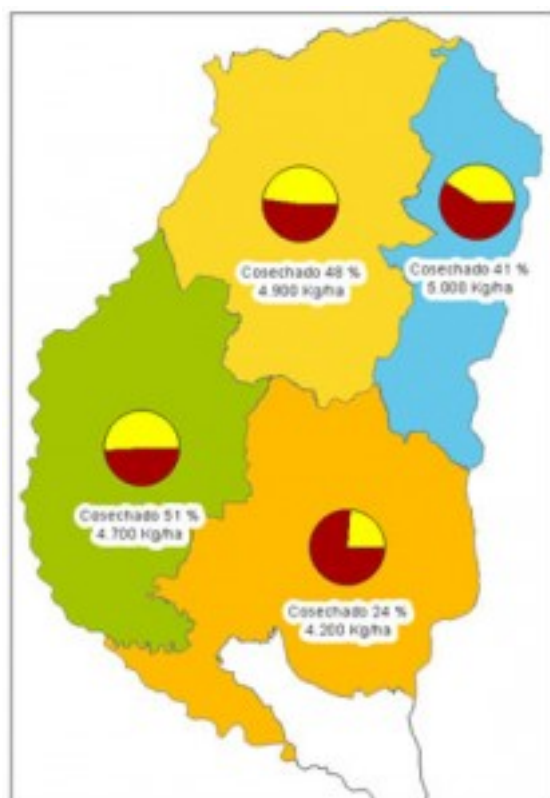 Cosechado 48 %
4.900 Kg/ha
Cosechado 41 %
5.000 Kg/ha
Cosechado 51 %
4.700 Kg/ha
Cosechado 24 %
4.200 Kg/ha